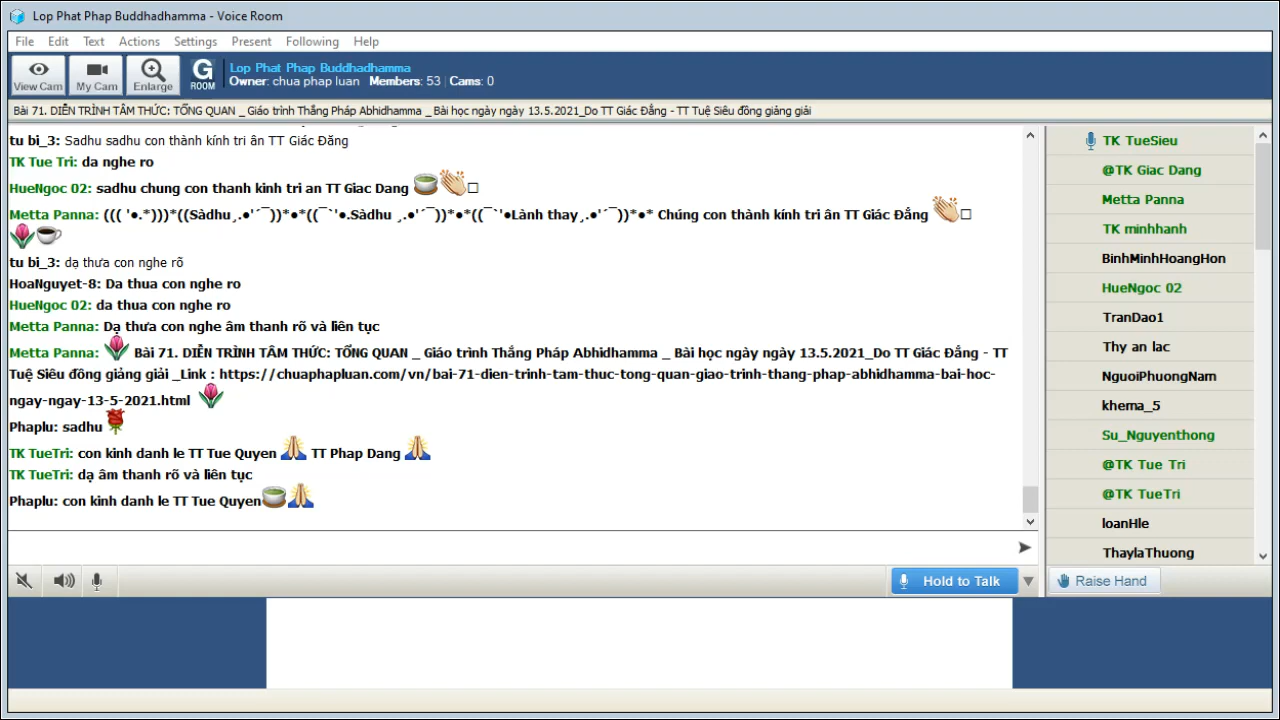 Lop Phat Phap Buddhadhamma - Voice Room
File Edit Text Actions Settings Present Following Help
View Cam My Cam Enlarge G ROOM
Lop Phat Phap Buddhadhamma
Owner: chua phap luan Members: 53 Cams: 0
Bài 71. DIỄN TRÌNH TÂM THỨC: TỔNG QUAN _ Giáo trình Thắng Pháp Abhidhamma _ Bài học ngày ngày 13.5.2021_Do TT Giác Đẳng - TT Tuệ Siêu đồng giảng giải
tu bi_3: Sadhu sadhu con thành kính tri ân TT Giác Đăng
TK Tue Tri: da nghe ro
HueNgoc 02: sadhu chung con thanh kinh tri an TT Giac Dang
Metta Panna: ((( '●.*)))*((Sàdhu¸.●'´¯))*●*((¯`'●.Sàdhu ¸.●'´¯))*●*((¯`'●Lành thay¸.●'´¯))*●* Chúng con thành kính tri ân TT Giác Đẳng
tu bi_3: dạ thưa con nghe rõ
HoaNguyet-8: Da thua con nghe ro
HueNgoc 02: da thua con nghe ro
Metta Panna: Dạ thưa con nghe âm thanh rõ và liên tục
Metta Panna: Bài 71. DIỄN TRÌNH TÂM THỨC: TỔNG QUAN _ Giáo trình Thắng Pháp Abhidhamma _ Bài học ngày ngày 13.5.2021_Do TT Giác Đẳng - TT
Tuệ Siêu đồng giảng giải _Link : https://chuaphapluan.com/vn/bai-71-dien-trinh-tam-thuc-tong-quan-giao-trinh-thang-phap-abhidhamma-bai-hoc-
ngay-ngay-13-5-2021.html
Phaplu: sadhu
TK TueTri: con kinh danh le TT Tue Quyen TT Phap Dang
TK TueTri: dạ âm thanh rõ và liên tục
Phaplu: con kinh danh le TT Tue Quyen
TK TueSieu
@TK Giac Dang
Metta Panna
TK minhhanh
BinhMinhHoangHon
HueNgoc 02
TranDao1
Thy an lac
NguoiPhuongNam
khema_5
Su_Nguyenthong
@TK Tue Tri
@TK TueTri
loanHle
ThaylaThuong
Hold to Talk
Raise Hand